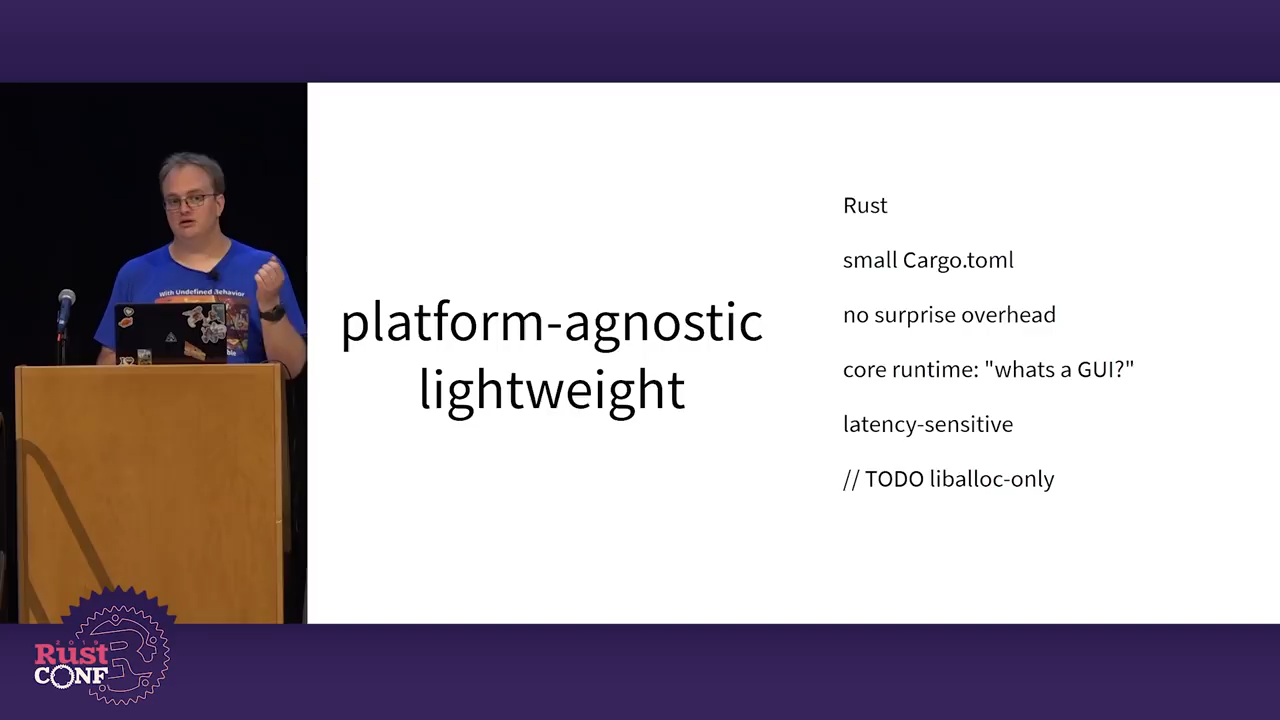 With Undefined Behavior
platform-agnostic
lightweight
Rust
small Cargo.toml
no surprise overhead
core runtime: "whats a GUI?"
latency-sensitive
// TODO liballoc-only
2019
Rust
CONF